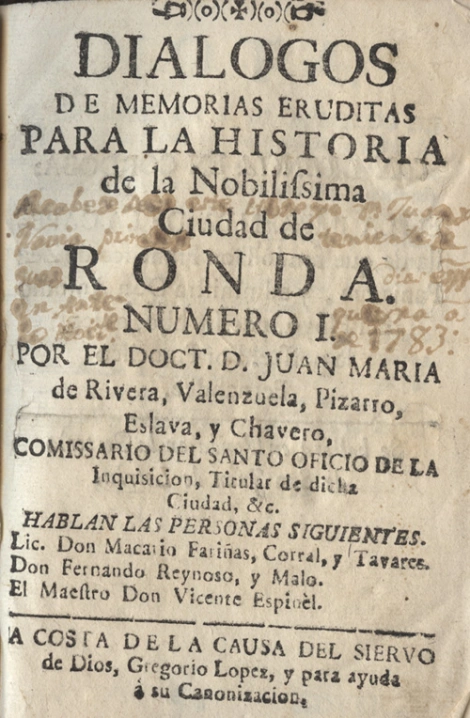 DIALOGOS
DE MEMORIAS ERUDITAS
PARA LA HISTORIA
de la Nobiliſsima
Ciudad de
RONDA.
NUMERO I.
1783.
POR EL DOCT. D. JUAN MARIA
de Rivera, Valenzuela, Pizarro,
Eslava, y Chavero,
COMISSARIO DEL SANTO OFICIO DE LA
Inquisicion, Titular de dicha
Ciudad, &c.
HABLAN LAS PERSONAS SIGUIENTES.
Lic. Don Macario Fariñas, Corral, y Tavares.
Don Fernando Reynoso, y Malo.
El Maeſtro Don Vicente Espinèl.
A COSTA DE LA CAUSA DEL SIERVO
de Dios, Gregorio Lopez, y para ayuda
á su Canonizacion.